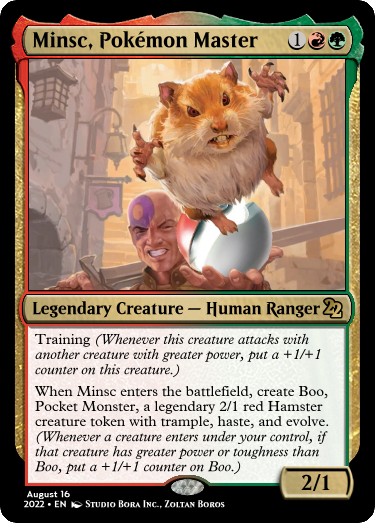 Minsc, Pokémon Master 1
Legendary Creature — Human Ranger
Training (Whenever this creature attacks with
another creature with greater power, put a +1/+1
counter on this creature.)
When Minsc enters the battlefield, create Boo,
Pocket Monster, a legendary 2/1 red Hamster
creature token with trample, haste, and evolve.
(Whenever a creature enters under your control, if
that creature has greater power or toughness than
Boo, put a +1/+1 counter on Boo.)
2/1
August 16
2022 • EN Studio Bora Inc., Zoltan Boros